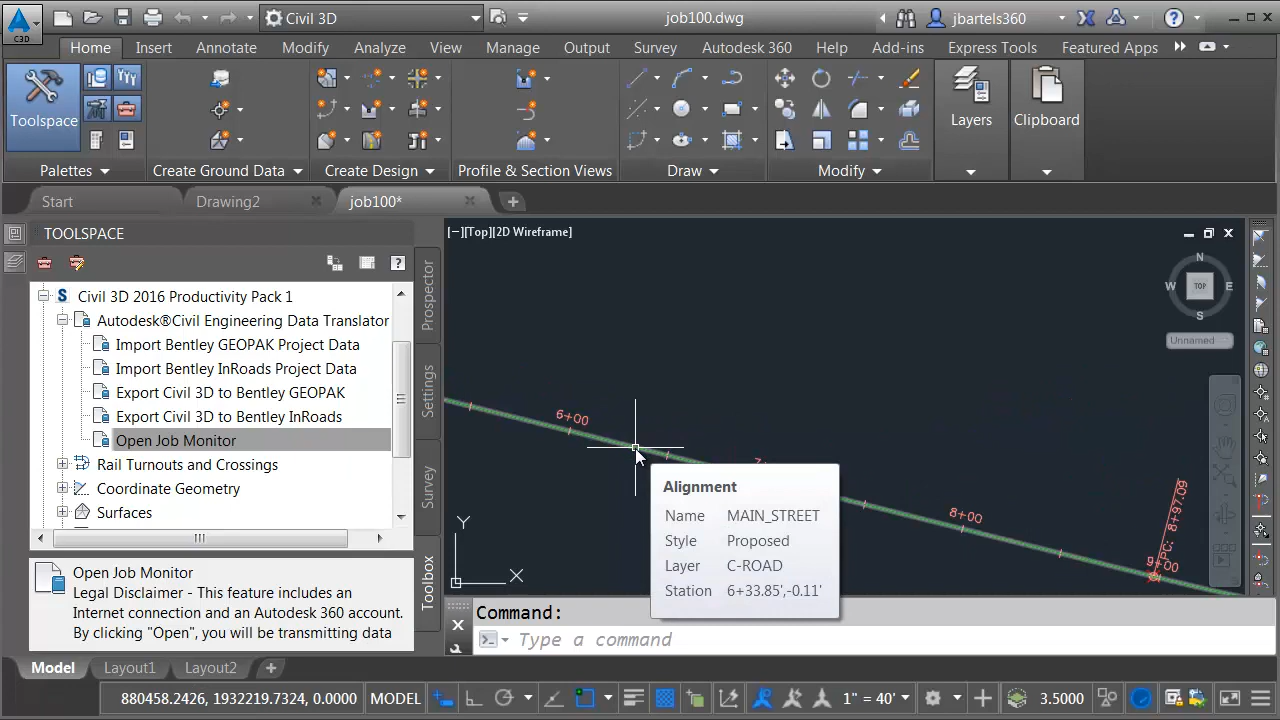 C3D
Civil 3D
job100.dwg
jbartels360
Home
Insert
Annotate
Modify
Analyze
View
Manage
Output
Survey
Autodesk 360
Help
Add-ins
Express Tools
Featured Apps
Toolspace
Layers
Clipboard
Palettes
Create Ground Data
Create Design
Profile & Section Views
Draw
Modify
Start
Drawing2
job100*
TOOLSPACE
Civil 3D 2016 Productivity Pack 1
Autodesk®Civil Engineering Data Translator
Import Bentley GEOPAK Project Data
Import Bentley InRoads Project Data
Export Civil 3D to Bentley GEOPAK
Export Civil 3D to Bentley InRoads
Open Job Monitor
Rail Turnouts and Crossings
Coordinate Geometry
Surfaces
Open Job Monitor
Legal Disclaimer - This feature includes an
Internet connection and an Autodesk 360 account.
By clicking "Open", you will be transmitting data
Prospector
Settings
Survey
Toolbox
[−][Top][2D Wireframe]
N
W
TOP
E
S
Unnamed
6+00
8+00
PC: 8+97.09
9+00
Y
X
Alignment
Name MAIN_STREET
Style Proposed
Layer C-ROAD
Station 6+33.85',-0.11'
Command:
Type a command
Model
Layout1
Layout2
880458.2426, 1932219.7324, 0.0000
MODEL
1" = 40'
3.5000